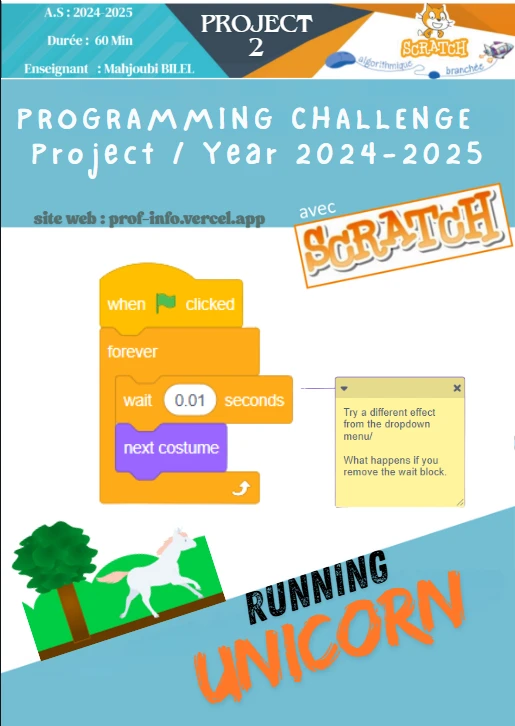 A.S : 2024-2025
Durée : 60 Min
Enseignant : Mahjoubi BILEL
PROJECT
2
SCRATCH
algorithmique
branchée
PROGRAMMING CHALLENGE
Project / Year 2024-2025
site web : prof-info.vercel.app
avec
SCRATCH
when clicked
forever
wait 0.01 seconds
next costume
Try a different effect
from the dropdown
menu/
What happens if you
remove the wait block.
RUNNING
UNICORN